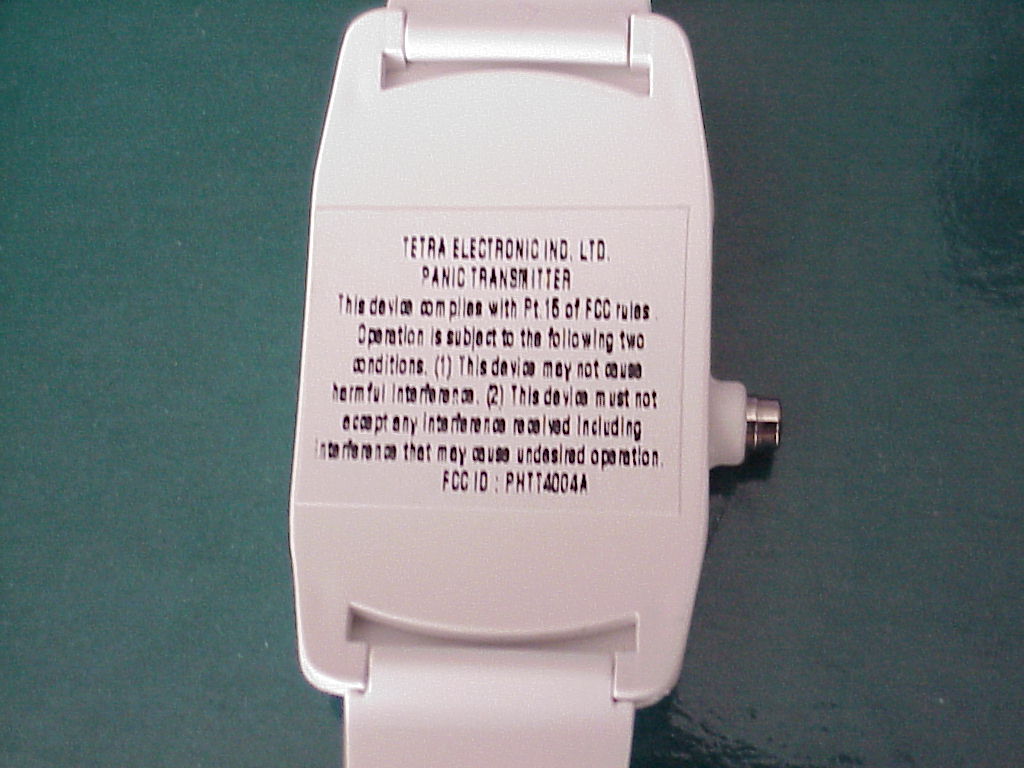 TETRA ELECTRONIC IND. LTD.
PANIC TRANSMITTER
This device complies with Pt.15 of FCC rules.
Operation is subject to the following two
conditions. (1) This device may not cause
harmful interference. (2) This device must not
accept any interference received including
interference that may cause undesired operation.
FCC ID : PHTT4004A